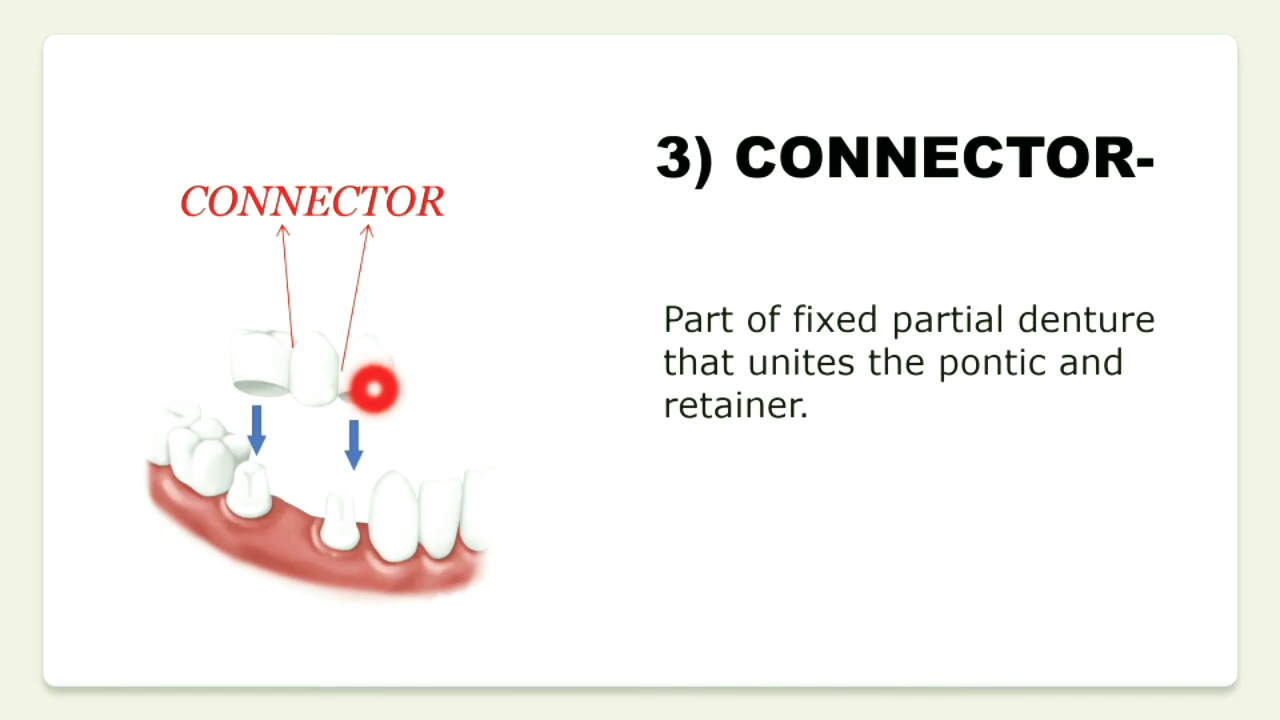 3) CONNECTOR-
CONNECTOR
Part of fixed partial denture
that unites the pontic and
retainer.